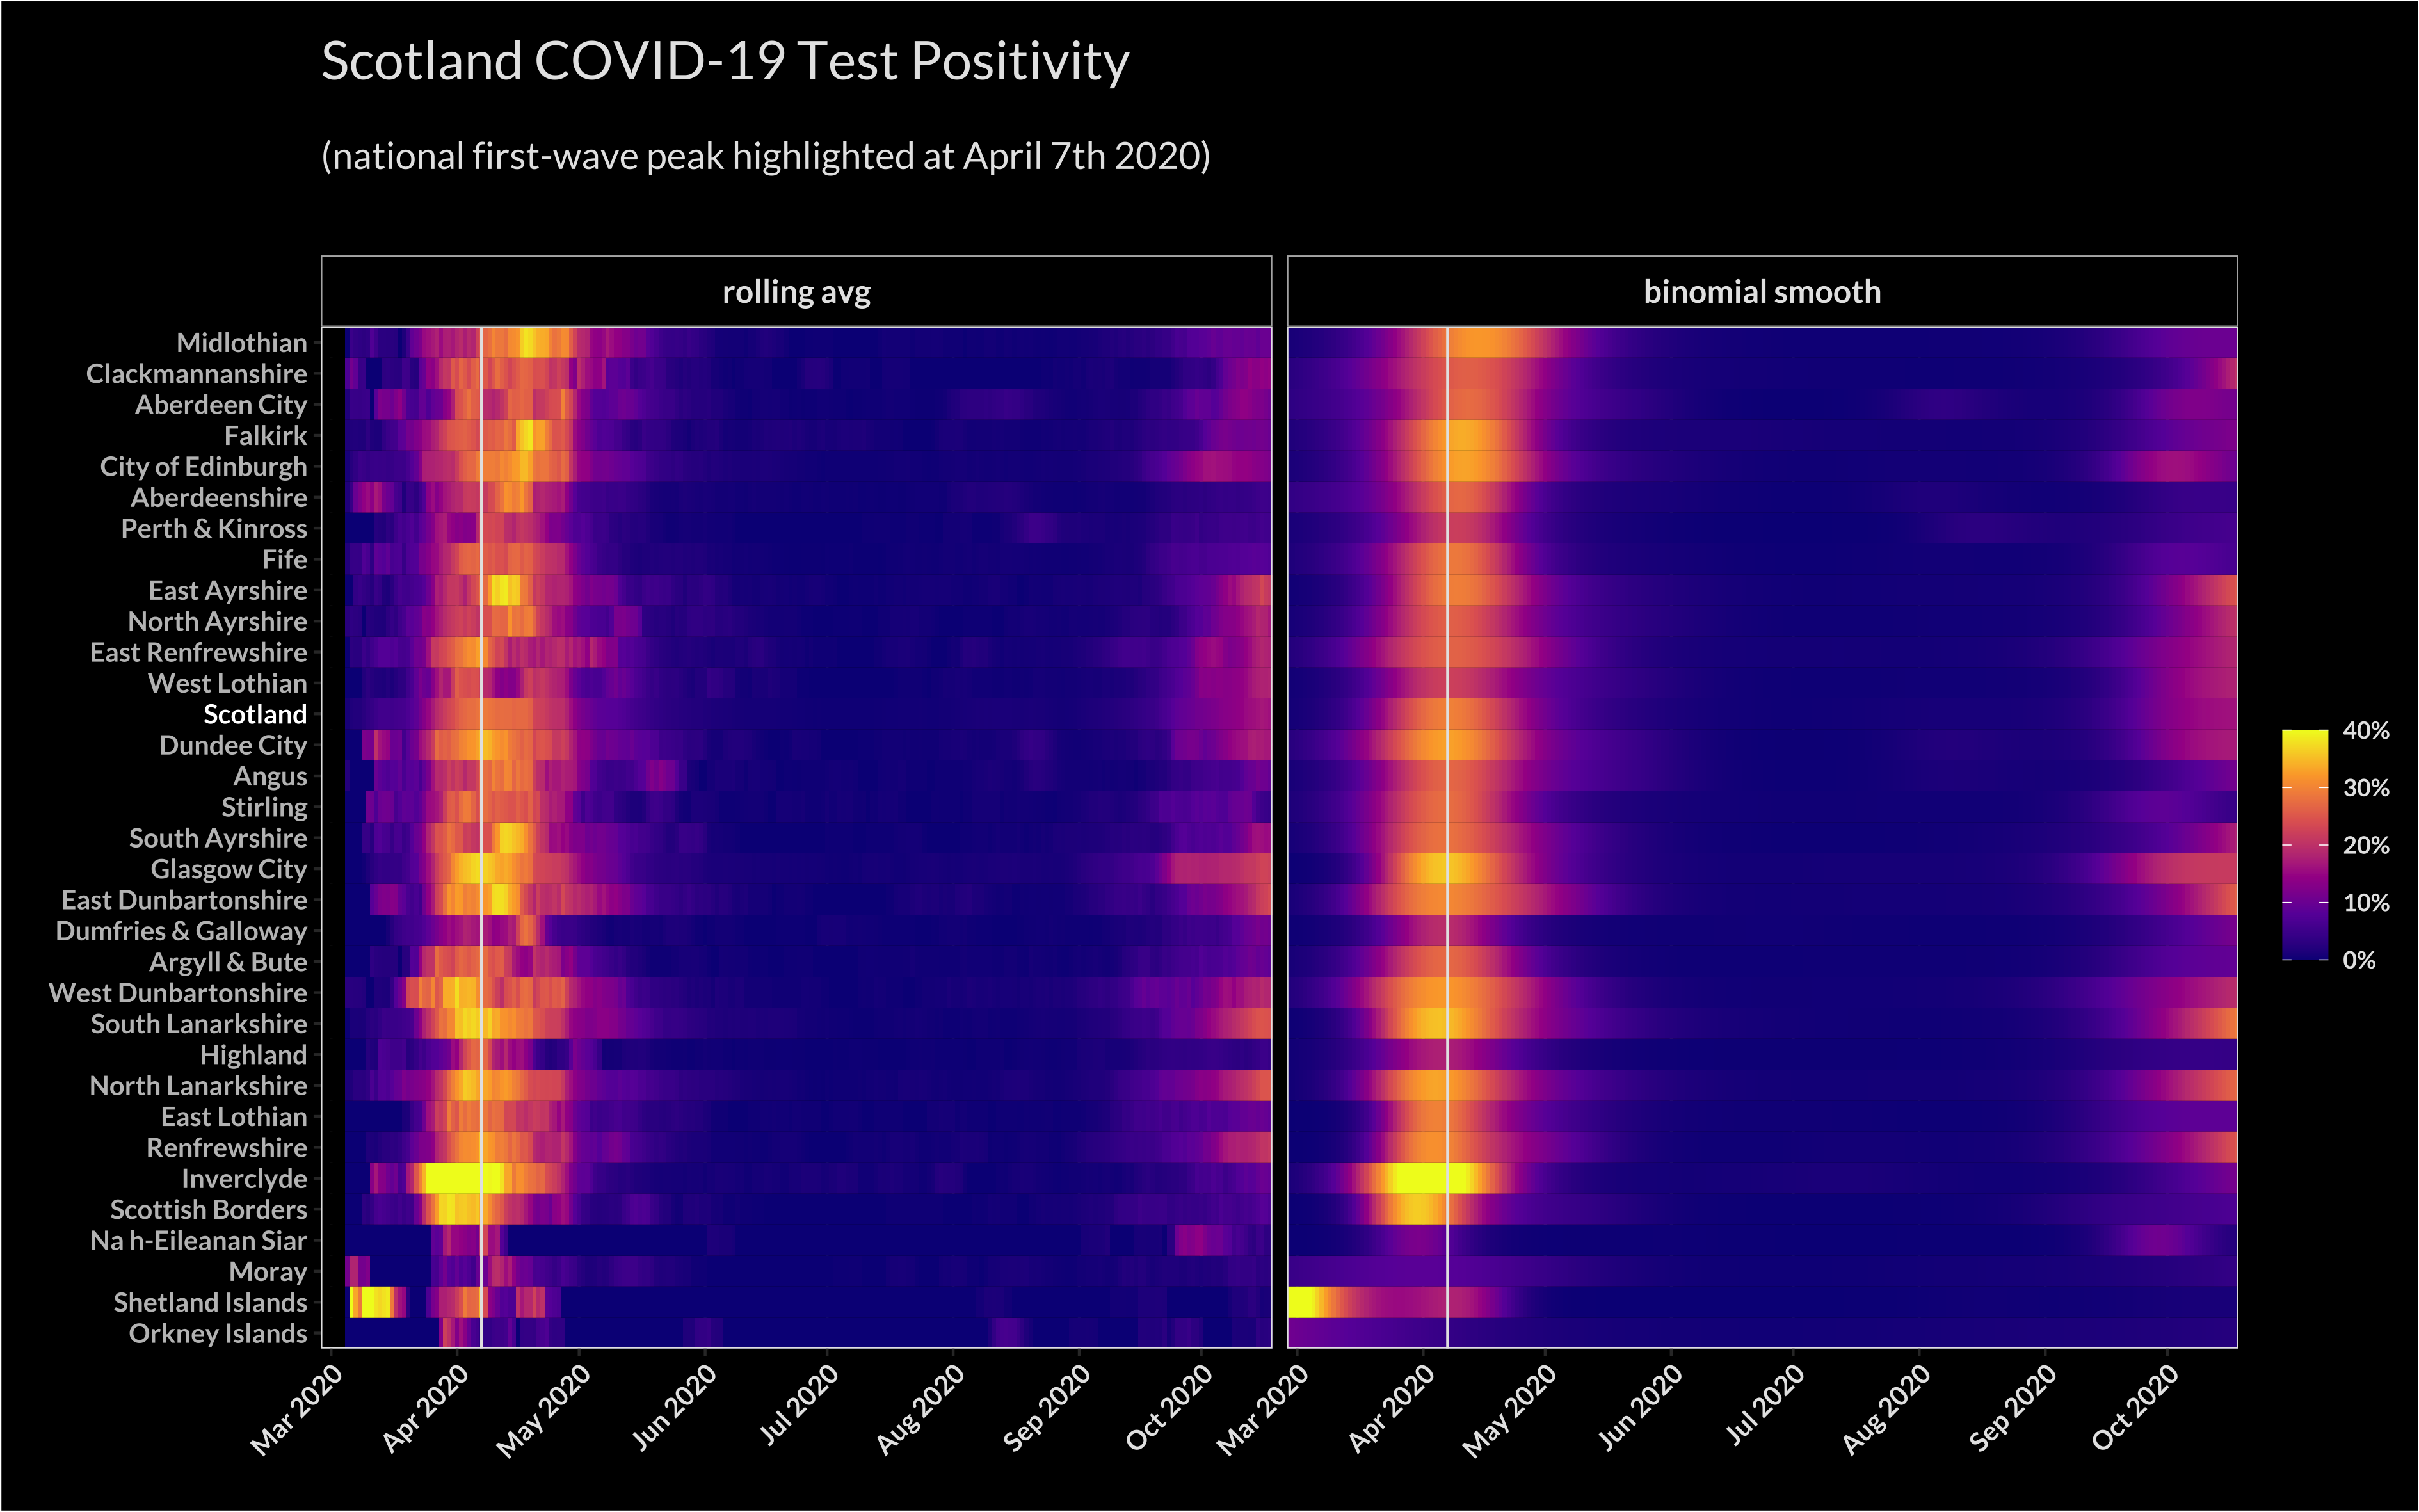 Scotland COVID-19 Test Positivity
(national first-wave peak highlighted at April 7th 2020)
rolling avg
binomial smooth
Midlothian
Clackmannanshire
Aberdeen City
Falkirk
City of Edinburgh
Aberdeenshire
Perth & Kinross
Fife
East Ayrshire
North Ayrshire
East Renfrewshire
West Lothian
Scotland
Dundee City
Angus
Stirling
South Ayrshire
Glasgow City
East Dunbartonshire
Dumfries & Galloway
Argyll & Bute
West Dunbartonshire
South Lanarkshire
Highland
North Lanarkshire
East Lothian
Renfrewshire
Inverclyde
Scottish Borders
Na h-Eileanan Siar
Moray
Shetland Islands
Orkney Islands
40%
30%
20%
10%
0%
Mar 2020
Apr 2020
May 2020
Jun 2020
Jul 2020
Aug 2020
Sep 2020
Oct 2020
Mar 2020
Apr 2020
May 2020
Jun 2020
Jul 2020
Aug 2020
Sep 2020
Oct 2020